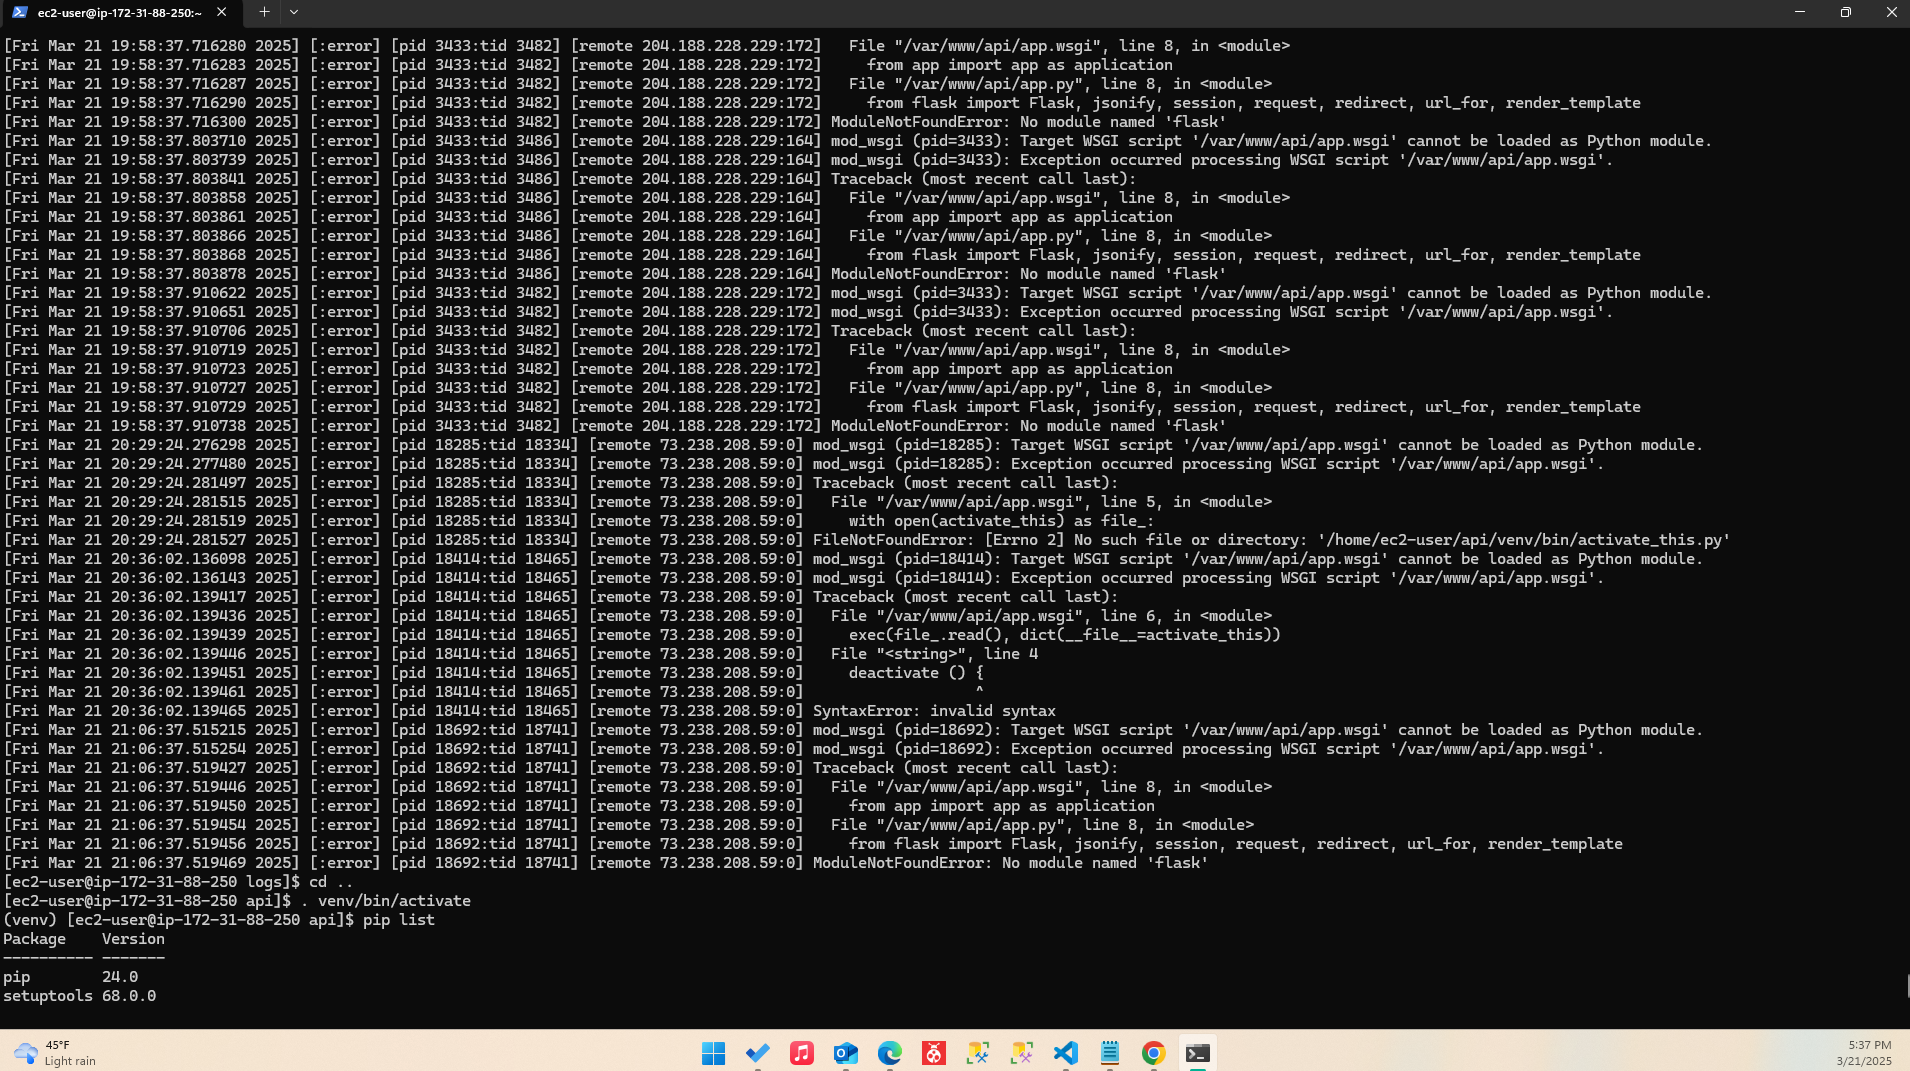 ec2-user@ip-172-31-88-250:~
[Fri Mar 21 19:58:37.716280 2025] [:error] [pid 3433:tid 3482] [remote 204.188.228.229:172]   File "/var/www/api/app.wsgi", line 8, in <module>
[Fri Mar 21 19:58:37.716283 2025] [:error] [pid 3433:tid 3482] [remote 204.188.228.229:172]     from app import app as application
[Fri Mar 21 19:58:37.716287 2025] [:error] [pid 3433:tid 3482] [remote 204.188.228.229:172]   File "/var/www/api/app.py", line 8, in <module>
[Fri Mar 21 19:58:37.716290 2025] [:error] [pid 3433:tid 3482] [remote 204.188.228.229:172]     from flask import Flask, jsonify, session, request, redirect, url_for, render_template
[Fri Mar 21 19:58:37.716300 2025] [:error] [pid 3433:tid 3482] [remote 204.188.228.229:172] ModuleNotFoundError: No module named 'flask'
[Fri Mar 21 19:58:37.803710 2025] [:error] [pid 3433:tid 3486] [remote 204.188.228.229:164] mod_wsgi (pid=3433): Target WSGI script '/var/www/api/app.wsgi' cannot be loaded as Python module.
[Fri Mar 21 19:58:37.803739 2025] [:error] [pid 3433:tid 3486] [remote 204.188.228.229:164] mod_wsgi (pid=3433): Exception occurred processing WSGI script '/var/www/api/app.wsgi'.
[Fri Mar 21 19:58:37.803841 2025] [:error] [pid 3433:tid 3486] [remote 204.188.228.229:164] Traceback (most recent call last):
[Fri Mar 21 19:58:37.803858 2025] [:error] [pid 3433:tid 3486] [remote 204.188.228.229:164]   File "/var/www/api/app.wsgi", line 8, in <module>
[Fri Mar 21 19:58:37.803861 2025] [:error] [pid 3433:tid 3486] [remote 204.188.228.229:164]     from app import app as application
[Fri Mar 21 19:58:37.803866 2025] [:error] [pid 3433:tid 3486] [remote 204.188.228.229:164]   File "/var/www/api/app.py", line 8, in <module>
[Fri Mar 21 19:58:37.803868 2025] [:error] [pid 3433:tid 3486] [remote 204.188.228.229:164]     from flask import Flask, jsonify, session, request, redirect, url_for, render_template
[Fri Mar 21 19:58:37.803878 2025] [:error] [pid 3433:tid 3486] [remote 204.188.228.229:164] ModuleNotFoundError: No module named 'flask'
[Fri Mar 21 19:58:37.910622 2025] [:error] [pid 3433:tid 3482] [remote 204.188.228.229:172] mod_wsgi (pid=3433): Target WSGI script '/var/www/api/app.wsgi' cannot be loaded as Python module.
[Fri Mar 21 19:58:37.910651 2025] [:error] [pid 3433:tid 3482] [remote 204.188.228.229:172] mod_wsgi (pid=3433): Exception occurred processing WSGI script '/var/www/api/app.wsgi'.
[Fri Mar 21 19:58:37.910706 2025] [:error] [pid 3433:tid 3482] [remote 204.188.228.229:172] Traceback (most recent call last):
[Fri Mar 21 19:58:37.910719 2025] [:error] [pid 3433:tid 3482] [remote 204.188.228.229:172]   File "/var/www/api/app.wsgi", line 8, in <module>
[Fri Mar 21 19:58:37.910723 2025] [:error] [pid 3433:tid 3482] [remote 204.188.228.229:172]     from app import app as application
[Fri Mar 21 19:58:37.910727 2025] [:error] [pid 3433:tid 3482] [remote 204.188.228.229:172]   File "/var/www/api/app.py", line 8, in <module>
[Fri Mar 21 19:58:37.910729 2025] [:error] [pid 3433:tid 3482] [remote 204.188.228.229:172]     from flask import Flask, jsonify, session, request, redirect, url_for, render_template
[Fri Mar 21 19:58:37.910738 2025] [:error] [pid 3433:tid 3482] [remote 204.188.228.229:172] ModuleNotFoundError: No module named 'flask'
[Fri Mar 21 20:29:24.276298 2025] [:error] [pid 18285:tid 18334] [remote 73.238.208.59:0] mod_wsgi (pid=18285): Target WSGI script '/var/www/api/app.wsgi' cannot be loaded as Python module.
[Fri Mar 21 20:29:24.277480 2025] [:error] [pid 18285:tid 18334] [remote 73.238.208.59:0] mod_wsgi (pid=18285): Exception occurred processing WSGI script '/var/www/api/app.wsgi'.
[Fri Mar 21 20:29:24.281497 2025] [:error] [pid 18285:tid 18334] [remote 73.238.208.59:0] Traceback (most recent call last):
[Fri Mar 21 20:29:24.281515 2025] [:error] [pid 18285:tid 18334] [remote 73.238.208.59:0]   File "/var/www/api/app.wsgi", line 5, in <module>
[Fri Mar 21 20:29:24.281519 2025] [:error] [pid 18285:tid 18334] [remote 73.238.208.59:0]     with open(activate_this) as file_:
[Fri Mar 21 20:29:24.281527 2025] [:error] [pid 18285:tid 18334] [remote 73.238.208.59:0] FileNotFoundError: [Errno 2] No such file or directory: '/home/ec2-user/api/venv/bin/activate_this.py'
[Fri Mar 21 20:36:02.136098 2025] [:error] [pid 18414:tid 18465] [remote 73.238.208.59:0] mod_wsgi (pid=18414): Target WSGI script '/var/www/api/app.wsgi' cannot be loaded as Python module.
[Fri Mar 21 20:36:02.136143 2025] [:error] [pid 18414:tid 18465] [remote 73.238.208.59:0] mod_wsgi (pid=18414): Exception occurred processing WSGI script '/var/www/api/app.wsgi'.
[Fri Mar 21 20:36:02.139417 2025] [:error] [pid 18414:tid 18465] [remote 73.238.208.59:0] Traceback (most recent call last):
[Fri Mar 21 20:36:02.139436 2025] [:error] [pid 18414:tid 18465] [remote 73.238.208.59:0]   File "/var/www/api/app.wsgi", line 6, in <module>
[Fri Mar 21 20:36:02.139439 2025] [:error] [pid 18414:tid 18465] [remote 73.238.208.59:0]     exec(file_.read(), dict(__file__=activate_this))
[Fri Mar 21 20:36:02.139446 2025] [:error] [pid 18414:tid 18465] [remote 73.238.208.59:0]   File "<string>", line 4
[Fri Mar 21 20:36:02.139451 2025] [:error] [pid 18414:tid 18465] [remote 73.238.208.59:0]     deactivate () {
[Fri Mar 21 20:36:02.139461 2025] [:error] [pid 18414:tid 18465] [remote 73.238.208.59:0]                   ^
[Fri Mar 21 20:36:02.139465 2025] [:error] [pid 18414:tid 18465] [remote 73.238.208.59:0] SyntaxError: invalid syntax
[Fri Mar 21 21:06:37.515215 2025] [:error] [pid 18692:tid 18741] [remote 73.238.208.59:0] mod_wsgi (pid=18692): Target WSGI script '/var/www/api/app.wsgi' cannot be loaded as Python module.
[Fri Mar 21 21:06:37.515254 2025] [:error] [pid 18692:tid 18741] [remote 73.238.208.59:0] mod_wsgi (pid=18692): Exception occurred processing WSGI script '/var/www/api/app.wsgi'.
[Fri Mar 21 21:06:37.519427 2025] [:error] [pid 18692:tid 18741] [remote 73.238.208.59:0] Traceback (most recent call last):
[Fri Mar 21 21:06:37.519446 2025] [:error] [pid 18692:tid 18741] [remote 73.238.208.59:0]   File "/var/www/api/app.wsgi", line 8, in <module>
[Fri Mar 21 21:06:37.519450 2025] [:error] [pid 18692:tid 18741] [remote 73.238.208.59:0]     from app import app as application
[Fri Mar 21 21:06:37.519454 2025] [:error] [pid 18692:tid 18741] [remote 73.238.208.59:0]   File "/var/www/api/app.py", line 8, in <module>
[Fri Mar 21 21:06:37.519456 2025] [:error] [pid 18692:tid 18741] [remote 73.238.208.59:0]     from flask import Flask, jsonify, session, request, redirect, url_for, render_template
[Fri Mar 21 21:06:37.519469 2025] [:error] [pid 18692:tid 18741] [remote 73.238.208.59:0] ModuleNotFoundError: No module named 'flask'
[ec2-user@ip-172-31-88-250 logs]$ cd ..
[ec2-user@ip-172-31-88-250 api]$ . venv/bin/activate
(venv) [ec2-user@ip-172-31-88-250 api]$ pip list
Package    Version
---------- -------
pip        24.0
setuptools 68.0.0
45°F
Light rain
5:37 PM
3/21/2025